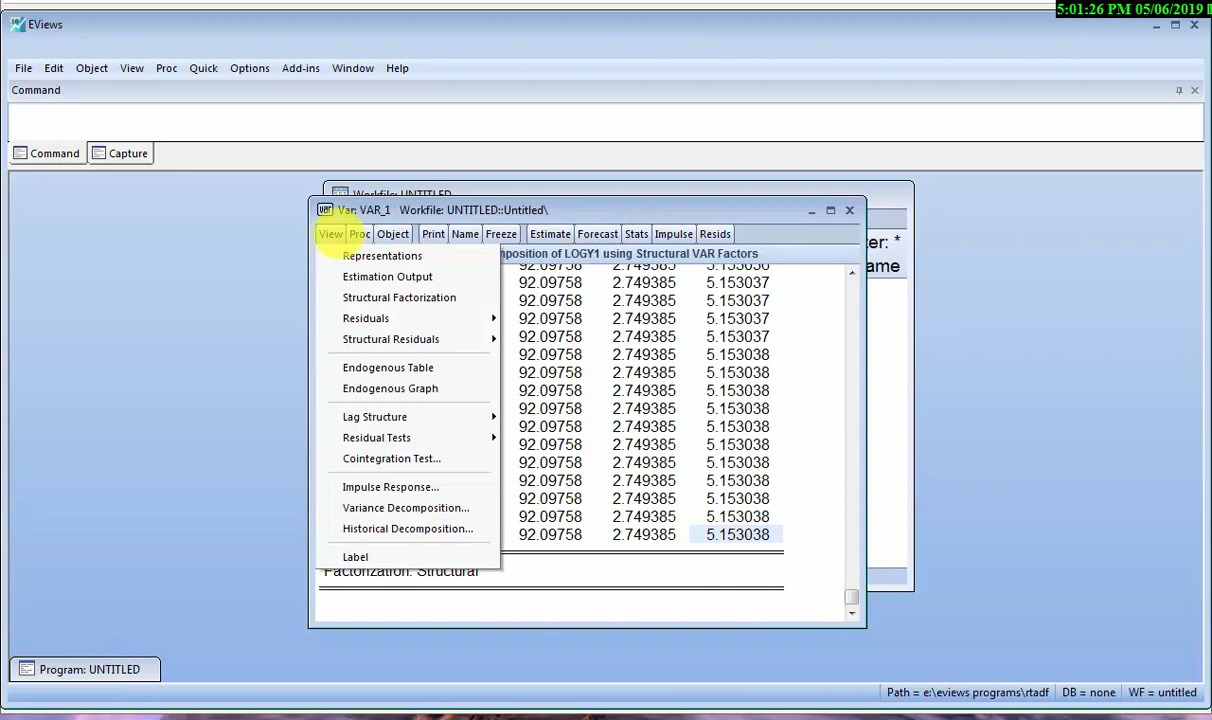 5:01:26 PM 05/06/2019
EViews
File Edit Object View Proc Quick Options Add-ins Window Help
Command
Command Capture
Workfile: UNTITLED
Var: VAR_1 Workfile: UNTITLED::Untitled\
View Proc Object Print Name Freeze Estimate Forecast Stats Impulse Resids
er: *
nposition of LOGY1 using Structural VAR Factors
ame
Representations
Estimation Output
Structural Factorization
Residuals
Structural Residuals
Endogenous Table
Endogenous Graph
Lag Structure
Residual Tests
Cointegration Test...
Impulse Response...
Variance Decomposition...
Historical Decomposition...
Label
92.09758 2.749385 5.153036
92.09758 2.749385 5.153037
92.09758 2.749385 5.153037
92.09758 2.749385 5.153037
92.09758 2.749385 5.153037
92.09758 2.749385 5.153038
92.09758 2.749385 5.153038
92.09758 2.749385 5.153038
92.09758 2.749385 5.153038
92.09758 2.749385 5.153038
92.09758 2.749385 5.153038
92.09758 2.749385 5.153038
92.09758 2.749385 5.153038
92.09758 2.749385 5.153038
92.09758 2.749385 5.153038
92.09758 2.749385 5.153038
Factorization: Structural
Program: UNTITLED
Path = e:\eviews programs\rtadf DB = none WF = untitled